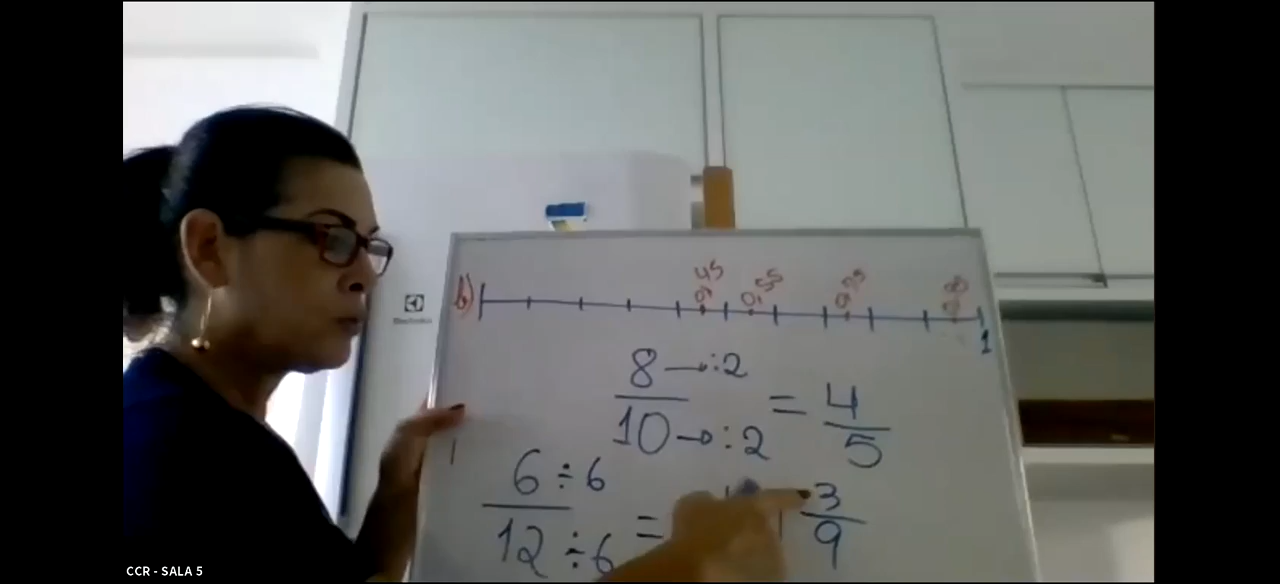 b) 0,45 0,55
1
8 → :2
10 → :2
= 4
5
6 ÷ 6
12 ÷ 6
=
3
9
CCR - SALA 5